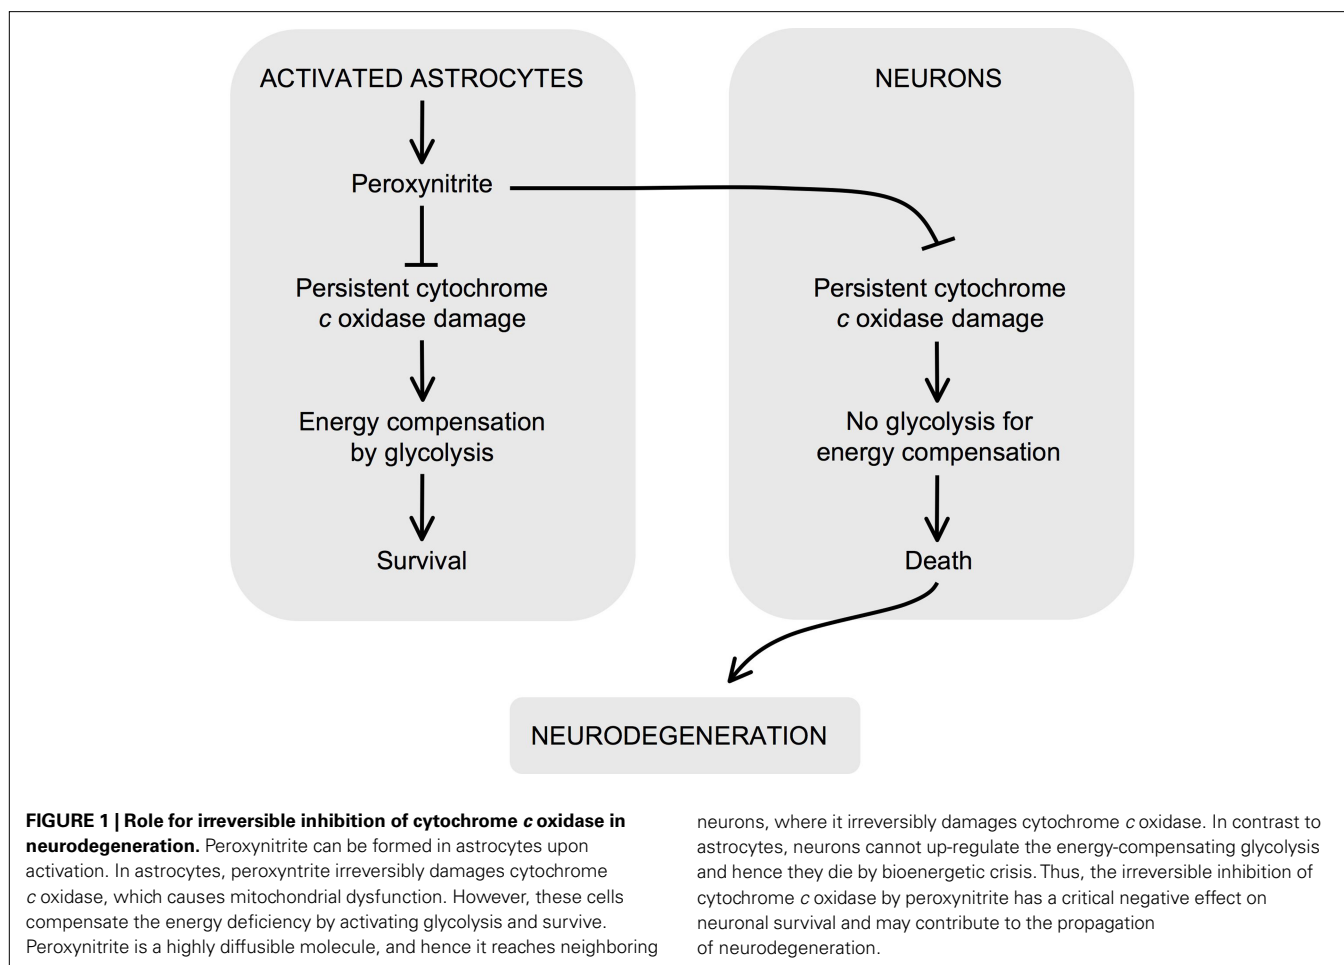 ACTIVATED ASTROCYTES
Peroxynitrite
Persistent cytochrome
c oxidase damage
Energy compensation
by glycolysis
Survival
NEURONS
Persistent cytochrome
c oxidase damage
No glycolysis for
energy compensation
Death
NEURODEGENERATION
FIGURE 1 | Role for irreversible inhibition of cytochrome c oxidase in
neurodegeneration. Peroxynitrite can be formed in astrocytes upon
activation. In astrocytes, peroxyntrite irreversibly damages cytochrome
c oxidase, which causes mitochondrial dysfunction. However, these cells
compensate the energy deficiency by activating glycolysis and survive.
Peroxynitrite is a highly diffusible molecule, and hence it reaches neighboring
neurons, where it irreversibly damages cytochrome c oxidase. In contrast to
astrocytes, neurons cannot up-regulate the energy-compensating glycolysis
and hence they die by bioenergetic crisis. Thus, the irreversible inhibition of
cytochrome c oxidase by peroxynitrite has a critical negative effect on
neuronal survival and may contribute to the propagation
of neurodegeneration.